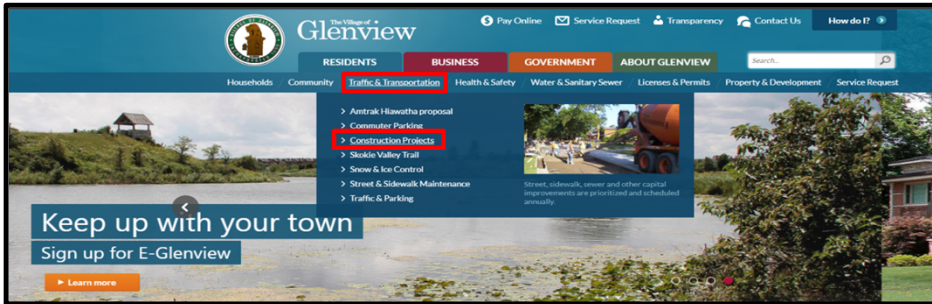 The Village of
Glenview
Pay Online Service Request Transparency Contact Us How do I?
RESIDENTS BUSINESS GOVERNMENT ABOUT GLENVIEW Search...
Households Community Traffic & Transportation Health & Safety Water & Sanitary Sewer Licenses & Permits Property & Development Service Request
Amtrak Hiawatha proposal
Commuter Parking
Construction Projects
Skokie Valley Trail
Snow & Ice Control
Street & Sidewalk Maintenance
Traffic & Parking
Street, sidewalk, sewer and other capital
improvements are prioritized and scheduled
annually.
Keep up with your town
Sign up for E-Glenview
Learn more